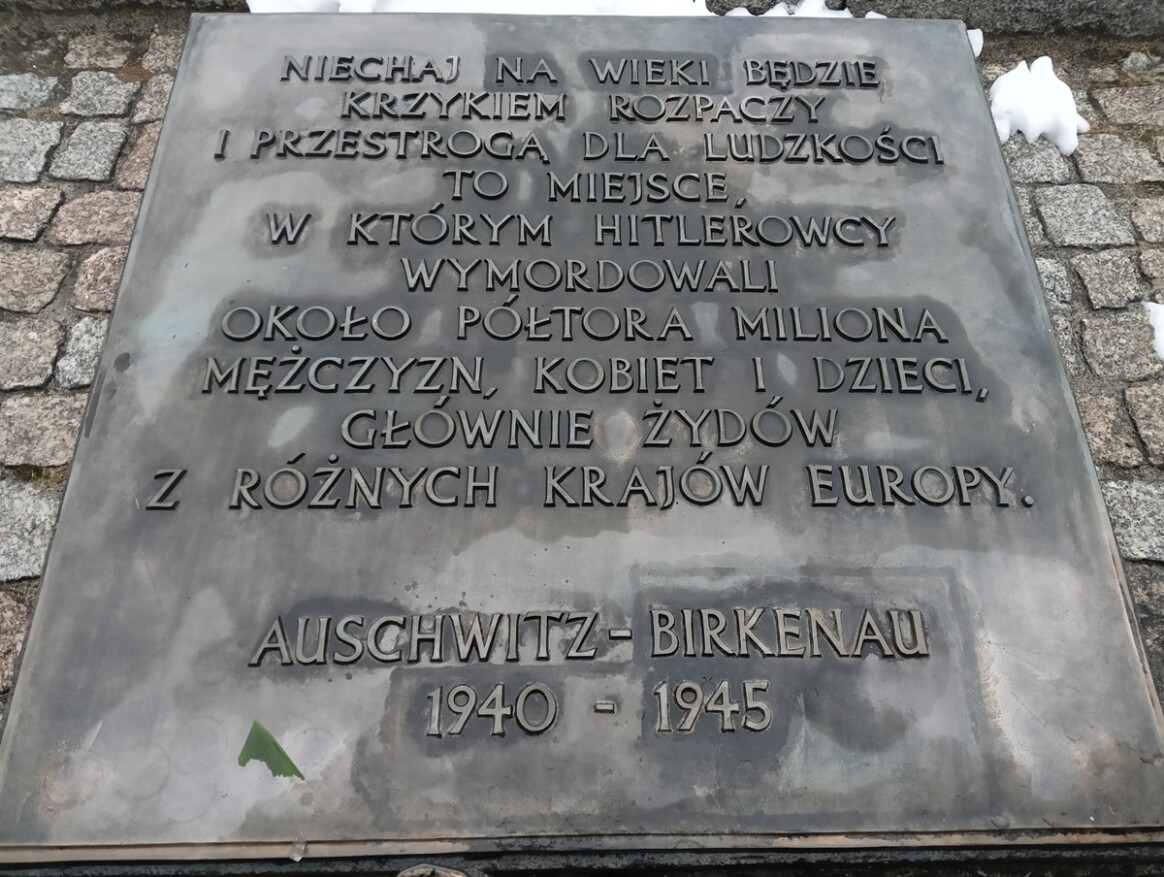 NIECHAJ NA WIEKI BĘDZIE
KRZYKIEM ROZPACZY
I PRZESTROGĄ DLA LUDZKOŚCI
TO MIEJSCE,
W KTÓRYM HITLEROWCY
WYMORDOWALI
OKOŁO PÓŁTORA MILIONA
MĘŻCZYZN, KOBIET I DZIECI,
GŁÓWNIE ŻYDÓW
Z RÓŻNYCH KRAJÓW EUROPY.
AUSCHWITZ-BIRKENAU
1940 - 1945